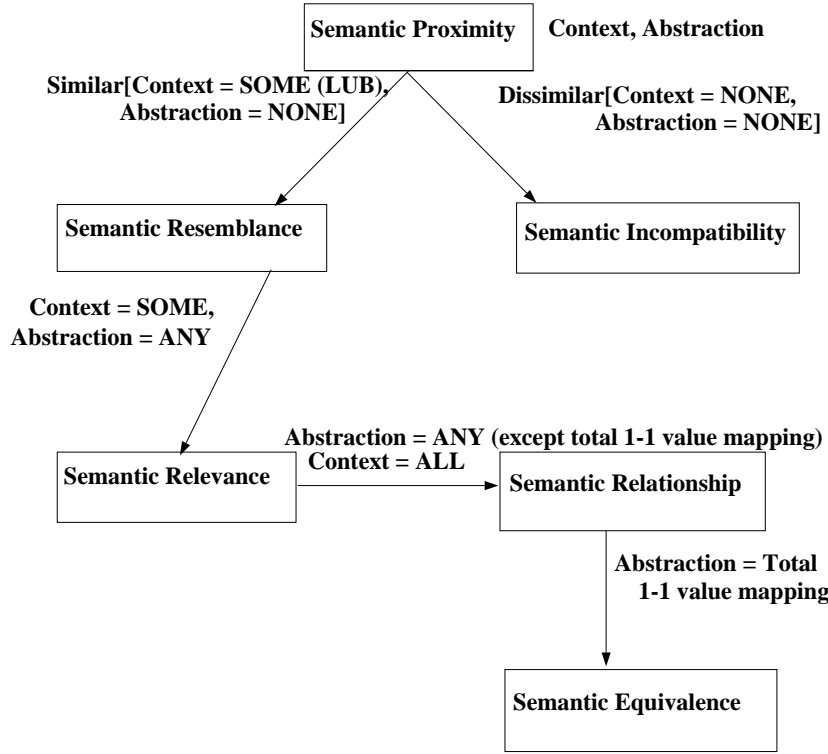 Semantic Proximity
Context, Abstraction
Similar[Context = SOME (LUB),
Abstraction = NONE]
Dissimilar[Context = NONE,
Abstraction = NONE]
Semantic Resemblance
Semantic Incompatibility
Context = SOME,
Abstraction = ANY
Abstraction = ANY (except total 1-1 value mapping)
Context = ALL
Semantic Relevance
Semantic Relationship
Abstraction = Total
1-1 value mapping
Semantic Equivalence